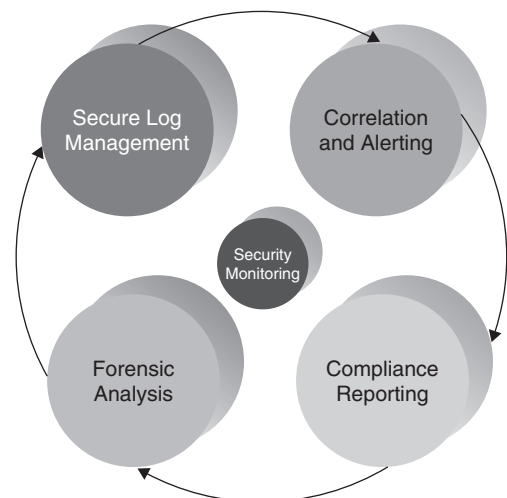 Secure Log
Management
Correlation
and Alerting
Security
Monitoring
Forensic
Analysis
Compliance
Reporting